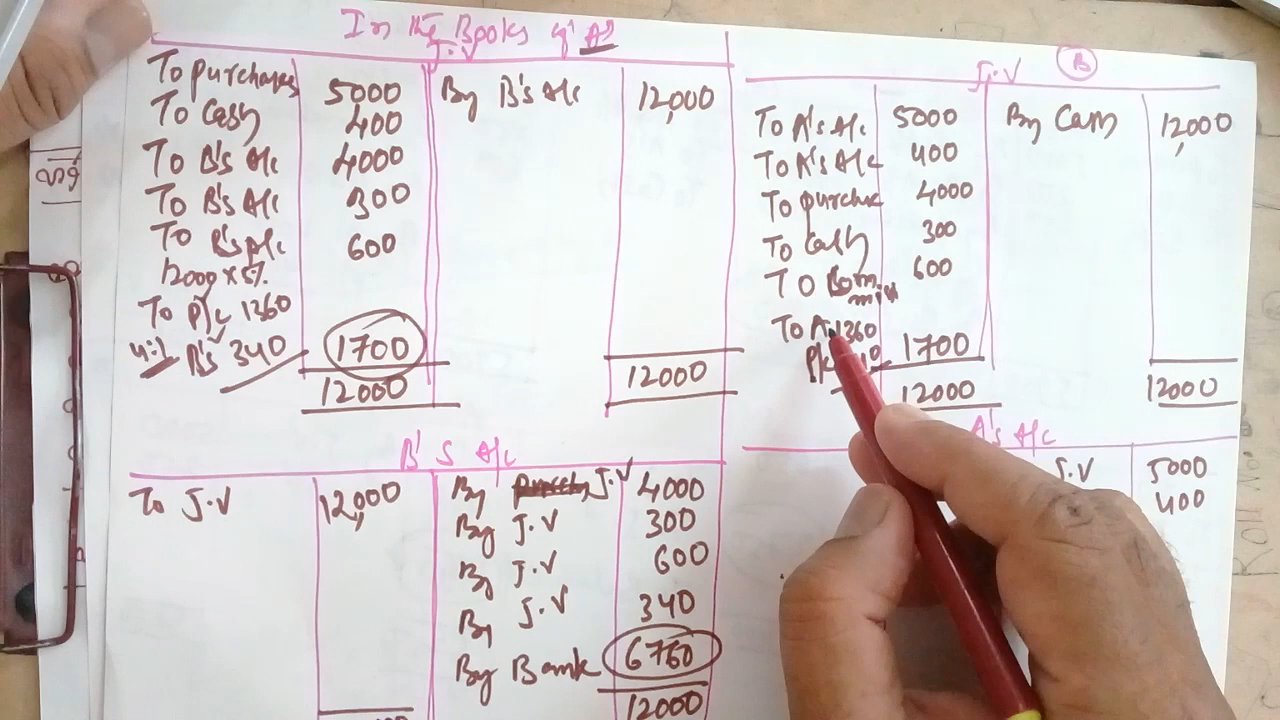 In the Books of A
J.V
To purchases 5000 By B's A/c 12,000
To Cash 400
To B's A/c 4000
To B's A/c 300
To B's A/c 600
12000 x 5%
To P/L 1360
4:1 B's 340 1700
12000 12000
B's A/c
To J.V 12,000 By J.V 4000
By J.V 300
By J.V 600
By J.V 340
By Bank 6760
12000
B
J.V
To A's A/c 5000 By Cash 12,000
To A's A/c 400
To purchase 4000
To Cash 300
To Commission 600
To A 1360
P/L 1700
12000 12000
A's A/c
J.V 5000
400